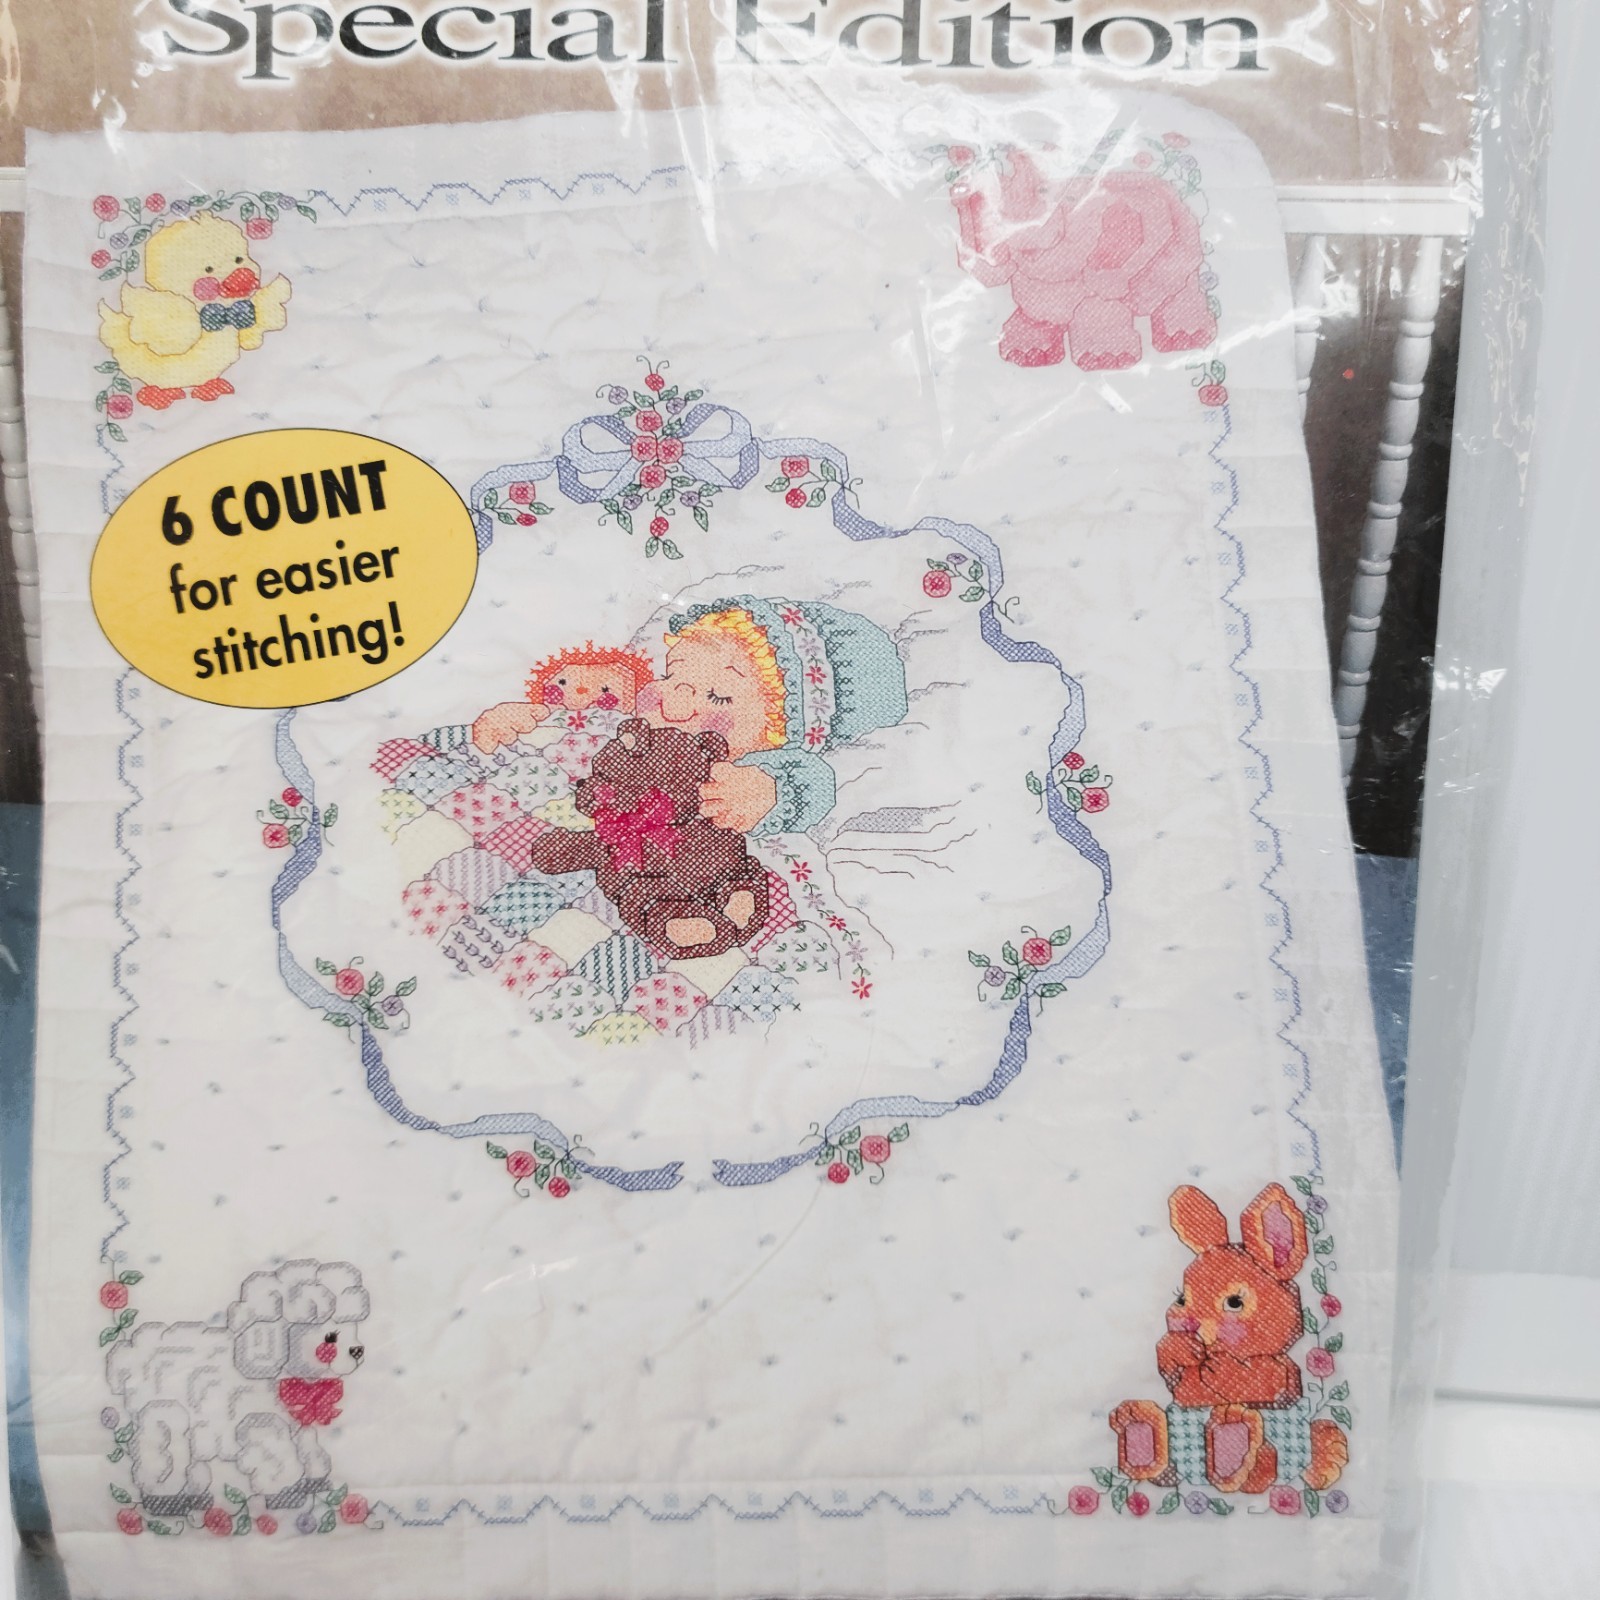 Special Edition
6 COUNT
for easier
stitching!